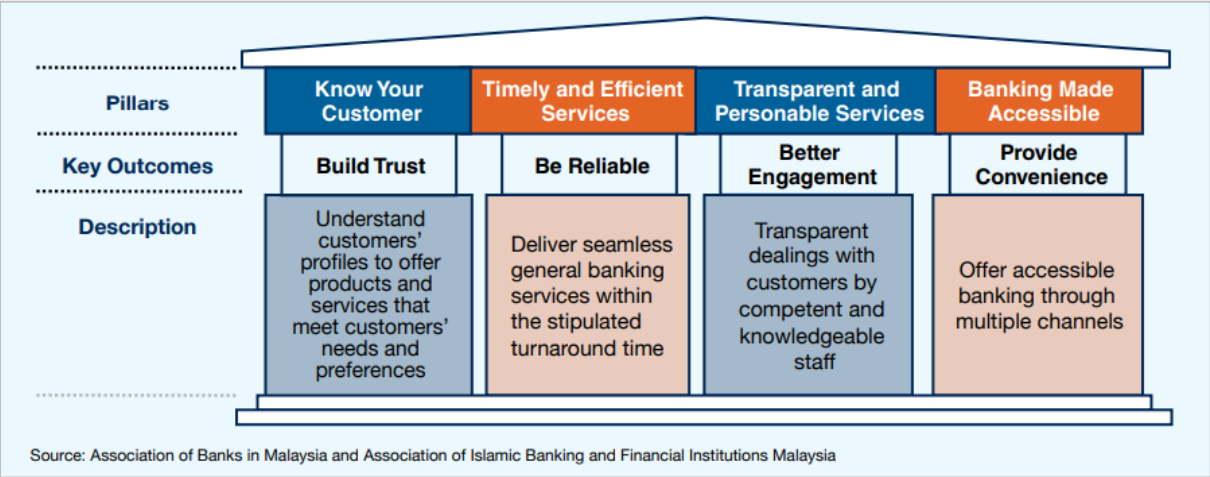 Pillars
Know Your
Customer
Timely and Efficient
Services
Transparent and
Personable Services
Banking Made
Accessible
Key Outcomes
Build Trust
Be Reliable
Better
Engagement
Provide
Convenience
Description
Understand
customers’
profiles to offer
products and
services that
meet customers’
needs and
preferences
Deliver seamless
general banking
services within
the stipulated
turnaround time
Transparent
dealings with
customers by
competent and
knowledgeable
staff
Offer accessible
banking through
multiple channels
Source: Association of Banks in Malaysia and Association of Islamic Banking and Financial Institutions Malaysia